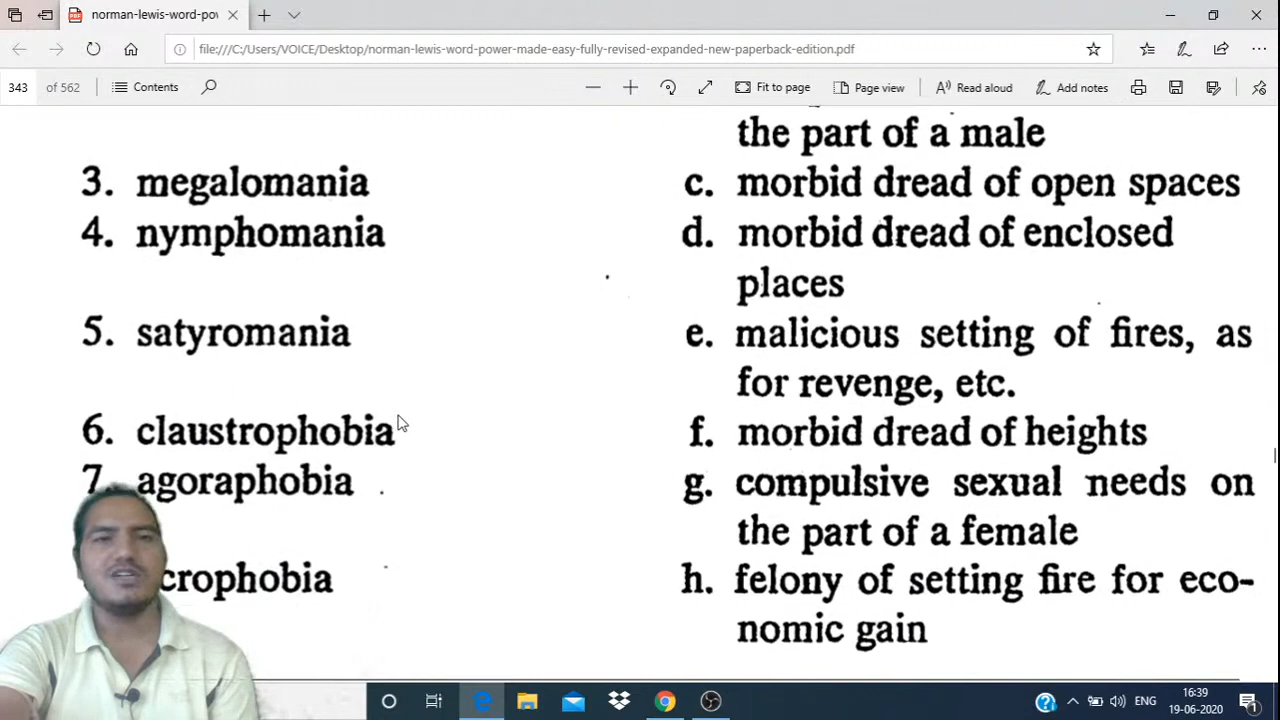 norman-lewis-word-pow
file:///C:/Users/VOICE/Desktop/norman-lewis-word-power-made-easy-fully-revised-expanded-new-paperback-edition.pdf
343 of 562 Contents Fit to page Page view Read aloud Add notes
the part of a male
3. megalomania c. morbid dread of open spaces
4. nymphomania d. morbid dread of enclosed
places
5. satyromania e. malicious setting of fires, as
for revenge, etc.
6. claustrophobia f. morbid dread of heights
7. agoraphobia g. compulsive sexual needs on
the part of a female
crophobia h. felony of setting fire for eco-
nomic gain
ENG 16:39
19-06-2020